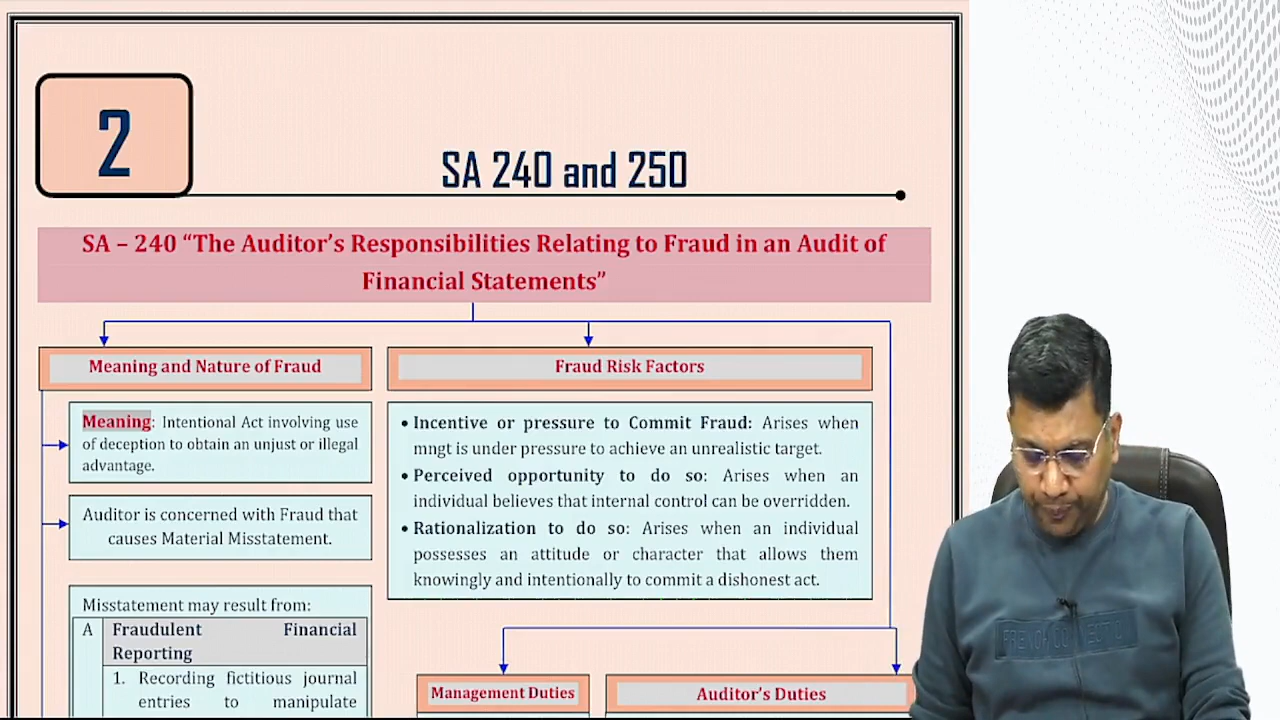 2
SA 240 and 250
SA – 240 “The Auditor’s Responsibilities Relating to Fraud in an Audit of
Financial Statements”
Meaning and Nature of Fraud
Meaning: Intentional Act involving use
of deception to obtain an unjust or illegal
advantage.
Auditor is concerned with Fraud that
causes Material Misstatement.
Misstatement may result from:
A Fraudulent Financial
Reporting
1. Recording fictitious journal
entries to manipulate
Fraud Risk Factors
• Incentive or pressure to Commit Fraud: Arises when
mngt is under pressure to achieve an unrealistic target.
• Perceived opportunity to do so: Arises when an
individual believes that internal control can be overridden.
• Rationalization to do so: Arises when an individual
possesses an attitude or character that allows them
knowingly and intentionally to commit a dishonest act.
Management Duties
Auditor’s Duties